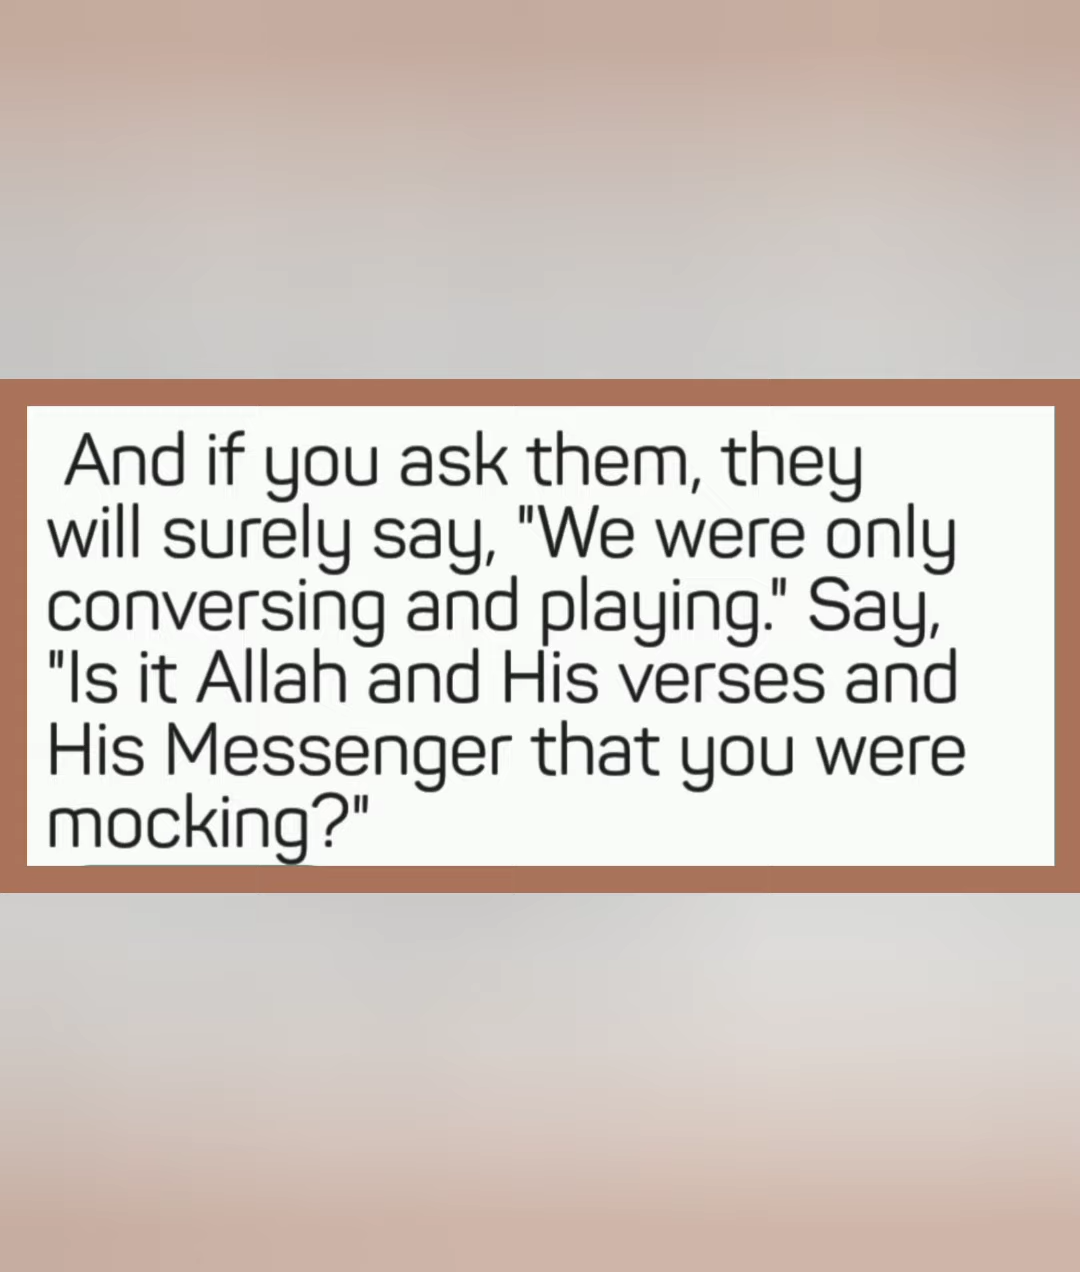 And if you ask them, they
will surely say, "We were only
conversing and playing." Say,
"Is it Allah and His verses and
His Messenger that you were
mocking?"